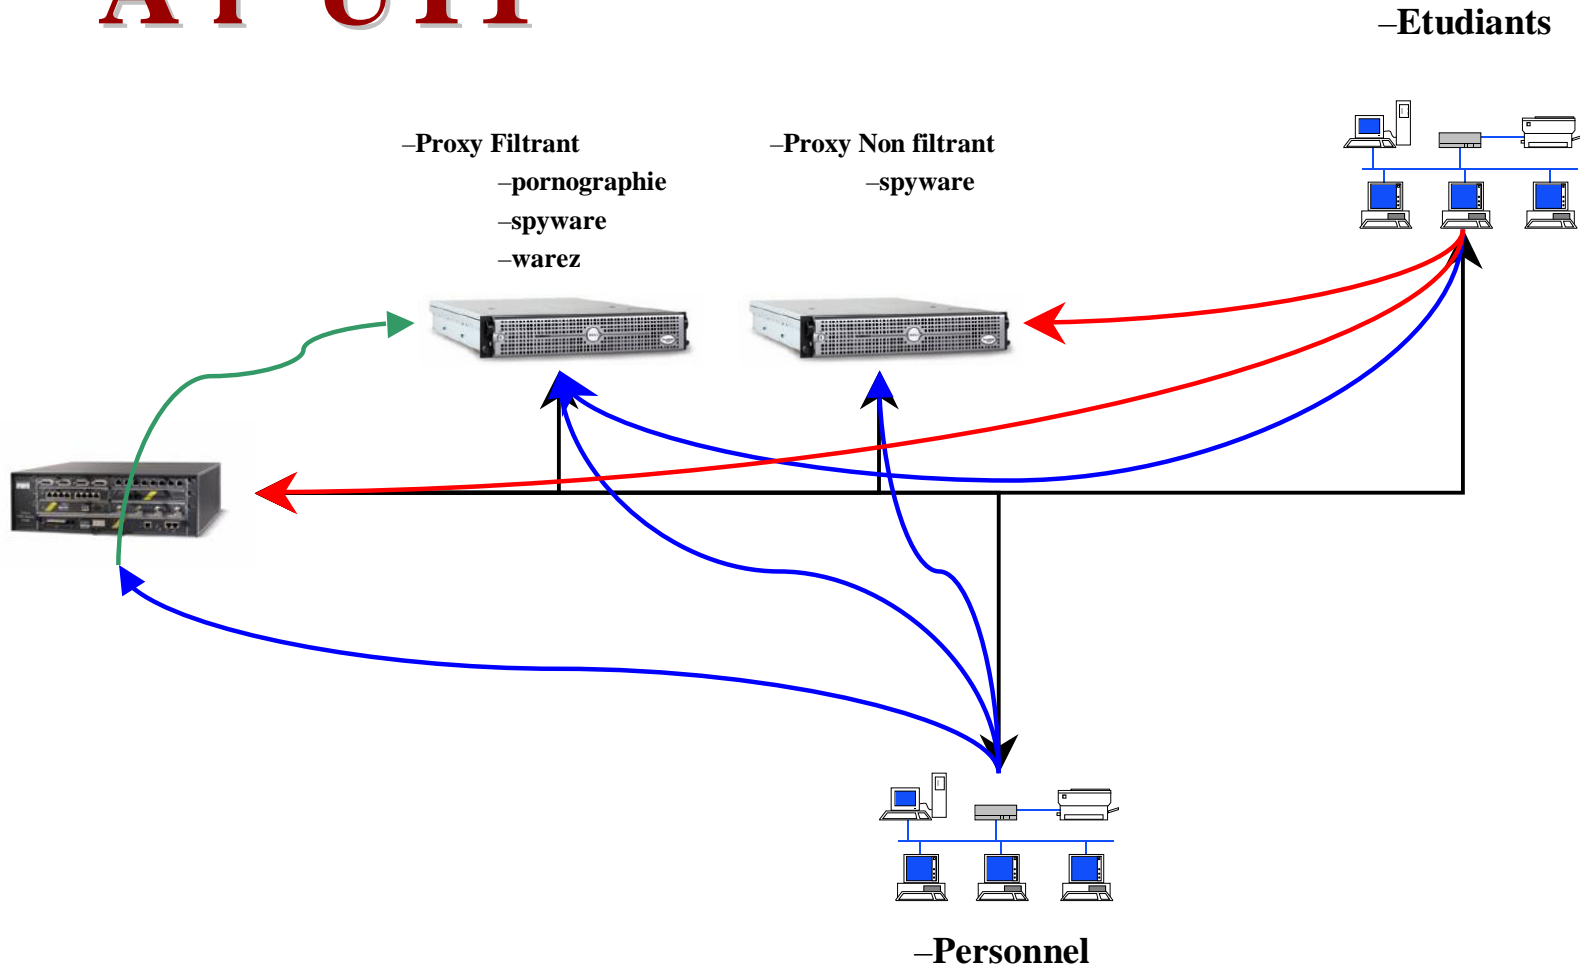 –Etudiants
–Proxy Filtrant
–pornographie
–spyware
–warez
–Proxy Non filtrant
–spyware
–Personnel